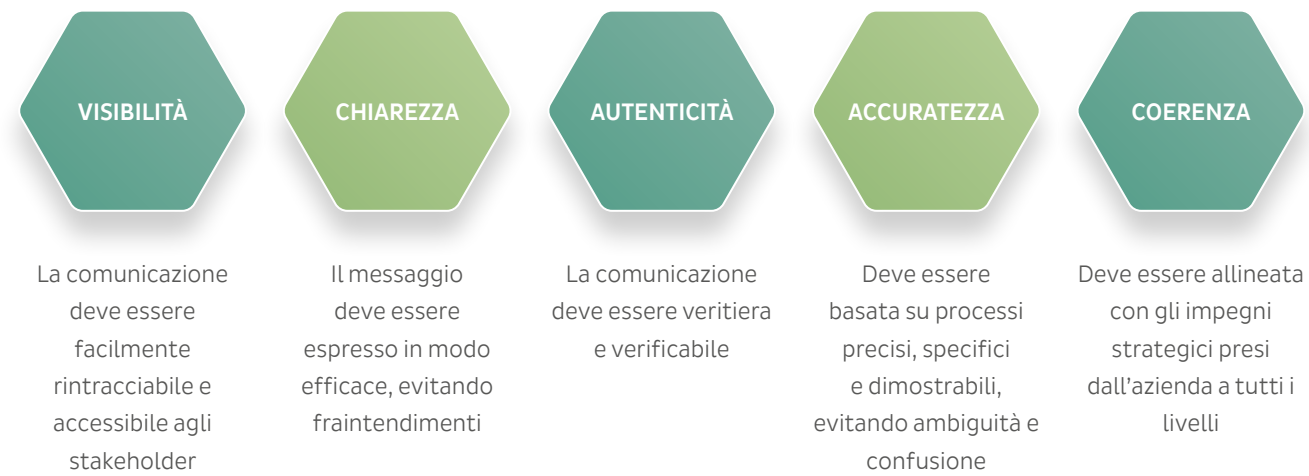 VISIBILITÀ
La comunicazione
deve essere
facilmente
rintracciabile e
accessibile agli
stakeholder
CHIAREZZA
Il messaggio
deve essere
espresso in modo
efficace, evitando
fraintendimenti
AUTENTICITÀ
La comunicazione
deve essere veritiera
e verificabile
ACCURATEZZA
Deve essere
basata su processi
precisi, specifici
e dimostrabili,
evitando ambiguità e
confusione
COERENZA
Deve essere allineata
con gli impegni
strategici presi
dall’azienda a tutti i
livelli